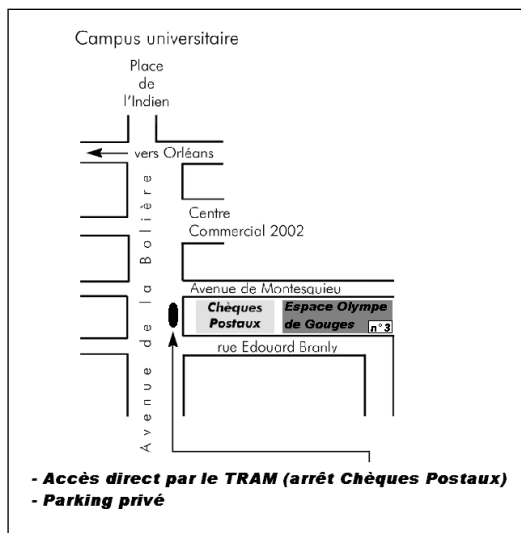 Campus universitaire
Place
de
l'Indien
vers Orléans
Avenue de la Bolière
Centre
Commercial 2002
Avenue de Montesquieu
Chèques
Postaux
Espace Olympe
de Gouges
n°3
rue Edouard Branly
- Accès direct par le TRAM (arrêt Chèques Postaux)
- Parking privé